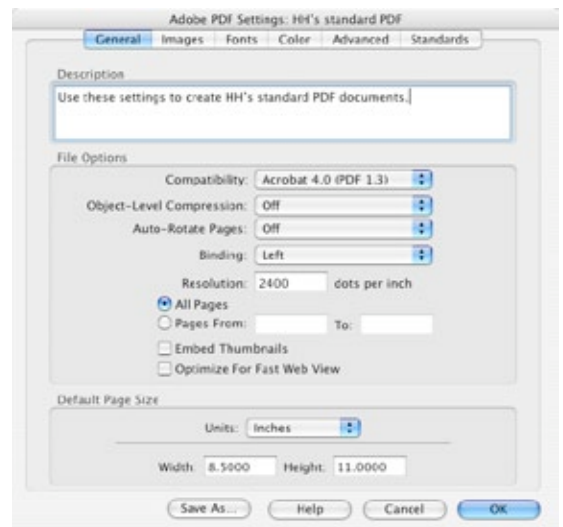 Adobe PDF Settings: HH's standard PDF
General Images Fonts Color Advanced Standards
Description
Use these settings to create HH's standard PDF documents.
File Options
Compatibility: Acrobat 4.0 (PDF 1.3)
Object-Level Compression: Off
Auto-Rotate Pages: Off
Binding: Left
Resolution: 2400 dots per inch
All Pages
Pages From: To:
Embed Thumbnails
Optimize For Fast Web View
Default Page Size
Units: Inches
Width: 8.5000 Height: 11.0000
Save As... Help Cancel OK